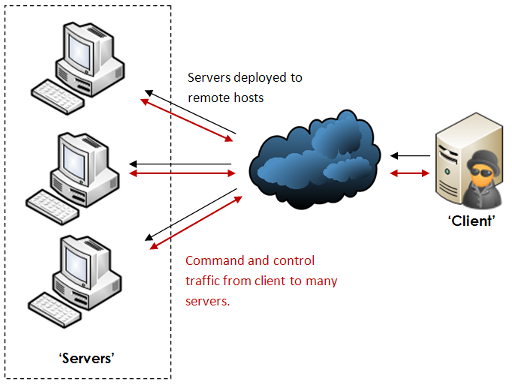 Servers deployed to
remote hosts
‘Client’
Command and control
traffic from client to many
servers.
‘Servers’